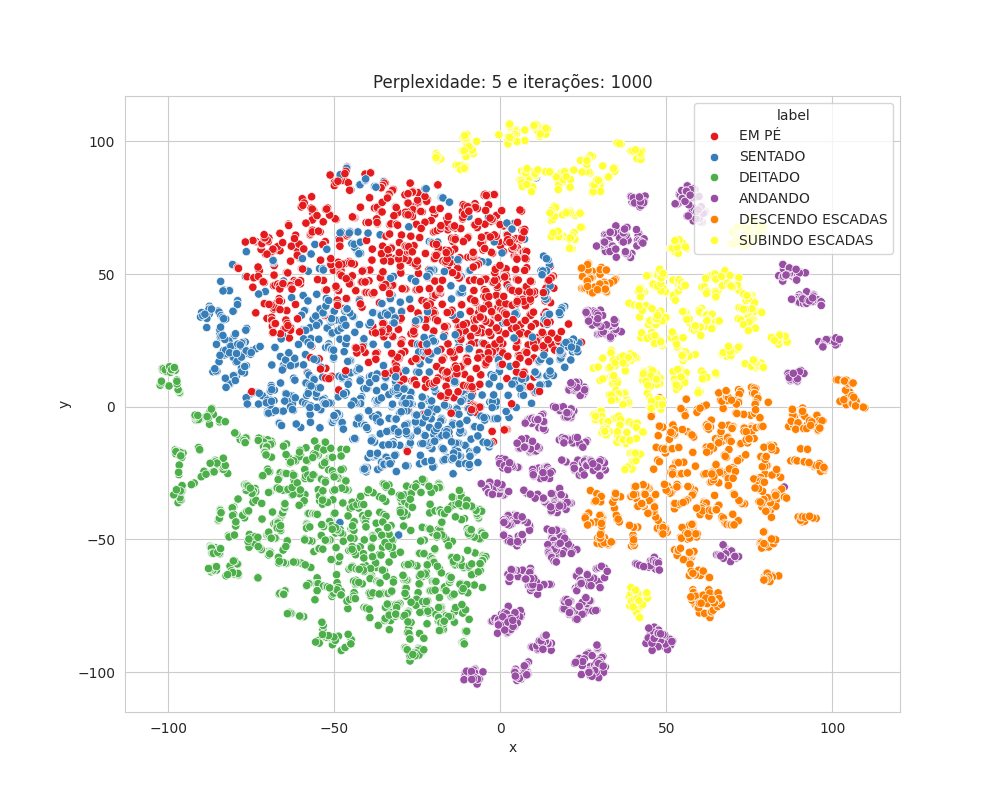 Perplexidade: 5 e iterações: 1000
label
EM PÉ
SENTADO
DEITADO
ANDANDO
DESCENDO ESCADAS
SUBINDO ESCADAS
100
50
0
−50
−100
y
−100
−50
0
50
100
x